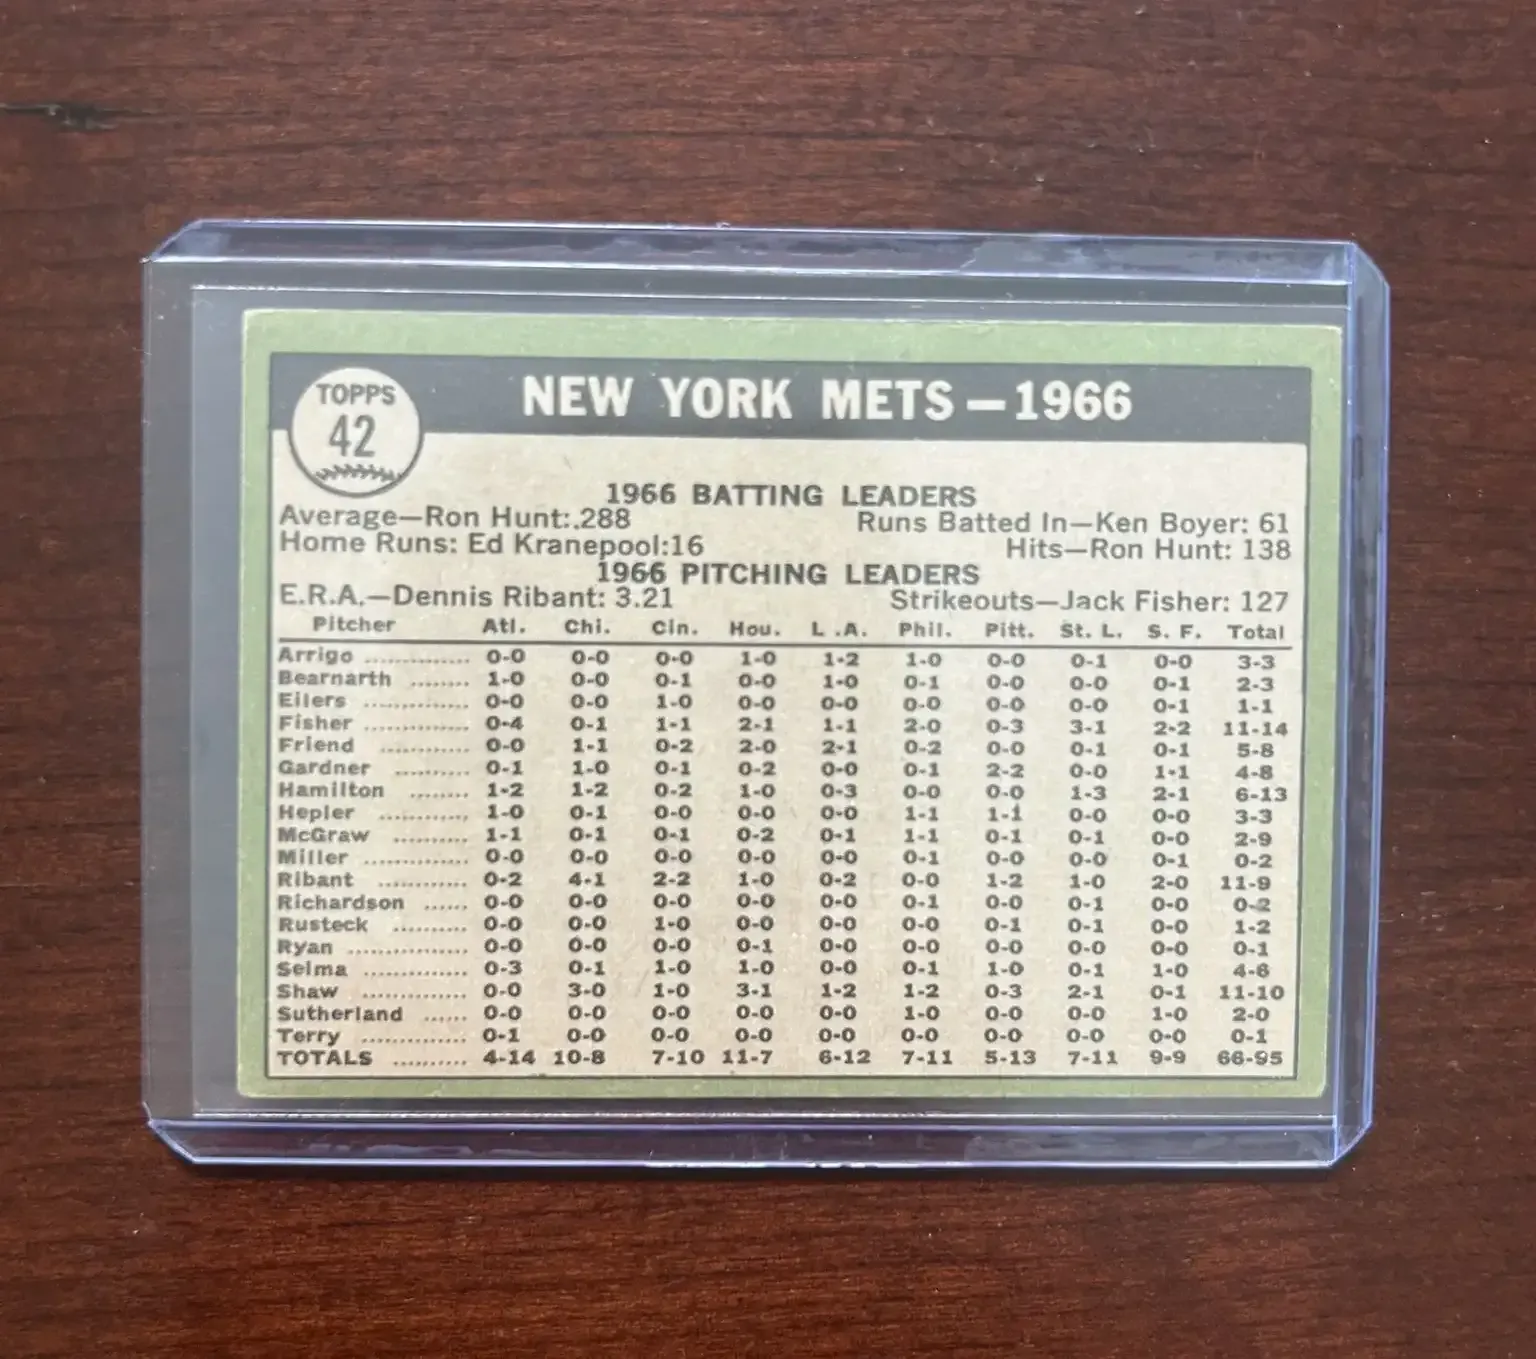 TOPPS
42
NEW YORK METS — 1966
1966 BATTING LEADERS
Average—Ron Hunt:.288 Runs Batted In—Ken Boyer: 61
Home Runs: Ed Kranepool:16 Hits—Ron Hunt: 138
1966 PITCHING LEADERS
E.R.A.—Dennis Ribant: 3.21 Strikeouts—Jack Fisher: 127
Pitcher Atl. Chi. Cin. Hou. L .A. Phil. Pitt. St. L. S. F. Total
Arrigo ............... 0-0 0-0 0-0 1-0 1-2 1-0 0-0 0-1 0-0 3-3
Bearnarth ........ 1-0 0-0 0-1 0-0 1-0 0-1 0-0 0-0 0-1 2-3
Eilers ............... 0-0 0-0 1-0 0-0 0-0 0-0 0-0 0-0 0-1 1-1
Fisher ............... 0-4 0-1 1-1 2-1 1-1 2-0 0-3 3-1 2-2 11-14
Friend ............. 0-0 1-1 0-2 2-0 2-1 0-2 0-0 0-1 0-1 5-8
Gardner .......... 0-1 1-0 0-1 0-2 0-0 0-1 2-2 0-0 1-1 4-8
Hamilton ........ 1-2 1-2 0-2 1-0 0-3 0-0 0-0 1-3 2-1 6-13
Hepler ............. 1-0 0-1 0-0 0-0 0-0 1-1 1-1 0-0 0-0 3-3
McGraw .......... 1-1 0-1 0-1 0-2 0-1 1-1 0-1 0-1 0-0 2-9
Miller ............... 0-0 0-0 0-0 0-0 0-0 0-1 0-0 0-0 0-1 0-2
Ribant ............. 0-2 4-1 2-2 1-0 0-2 0-0 1-2 1-0 2-0 11-9
Richardson ...... 0-0 0-0 0-0 0-0 0-0 0-1 0-0 0-1 0-0 0-2
Rusteck .......... 0-0 0-0 1-0 0-0 0-0 0-0 0-1 0-1 0-0 1-2
Ryan ................. 0-0 0-0 0-0 0-1 0-0 0-0 0-0 0-0 0-0 0-1
Selma ............... 0-3 0-1 1-0 1-0 0-0 0-1 1-0 0-1 1-0 4-6
Shaw ............... 0-0 3-0 1-0 3-1 1-2 1-2 0-3 2-1 0-1 11-10
Sutherland ...... 0-0 0-0 0-0 0-0 0-0 1-0 0-0 0-0 1-0 2-0
Terry ............... 0-1 0-0 0-0 0-0 0-0 0-0 0-0 0-0 0-0 0-1
TOTALS .......... 4-14 10-8 7-10 11-7 6-12 7-11 5-13 7-11 9-9 66-95